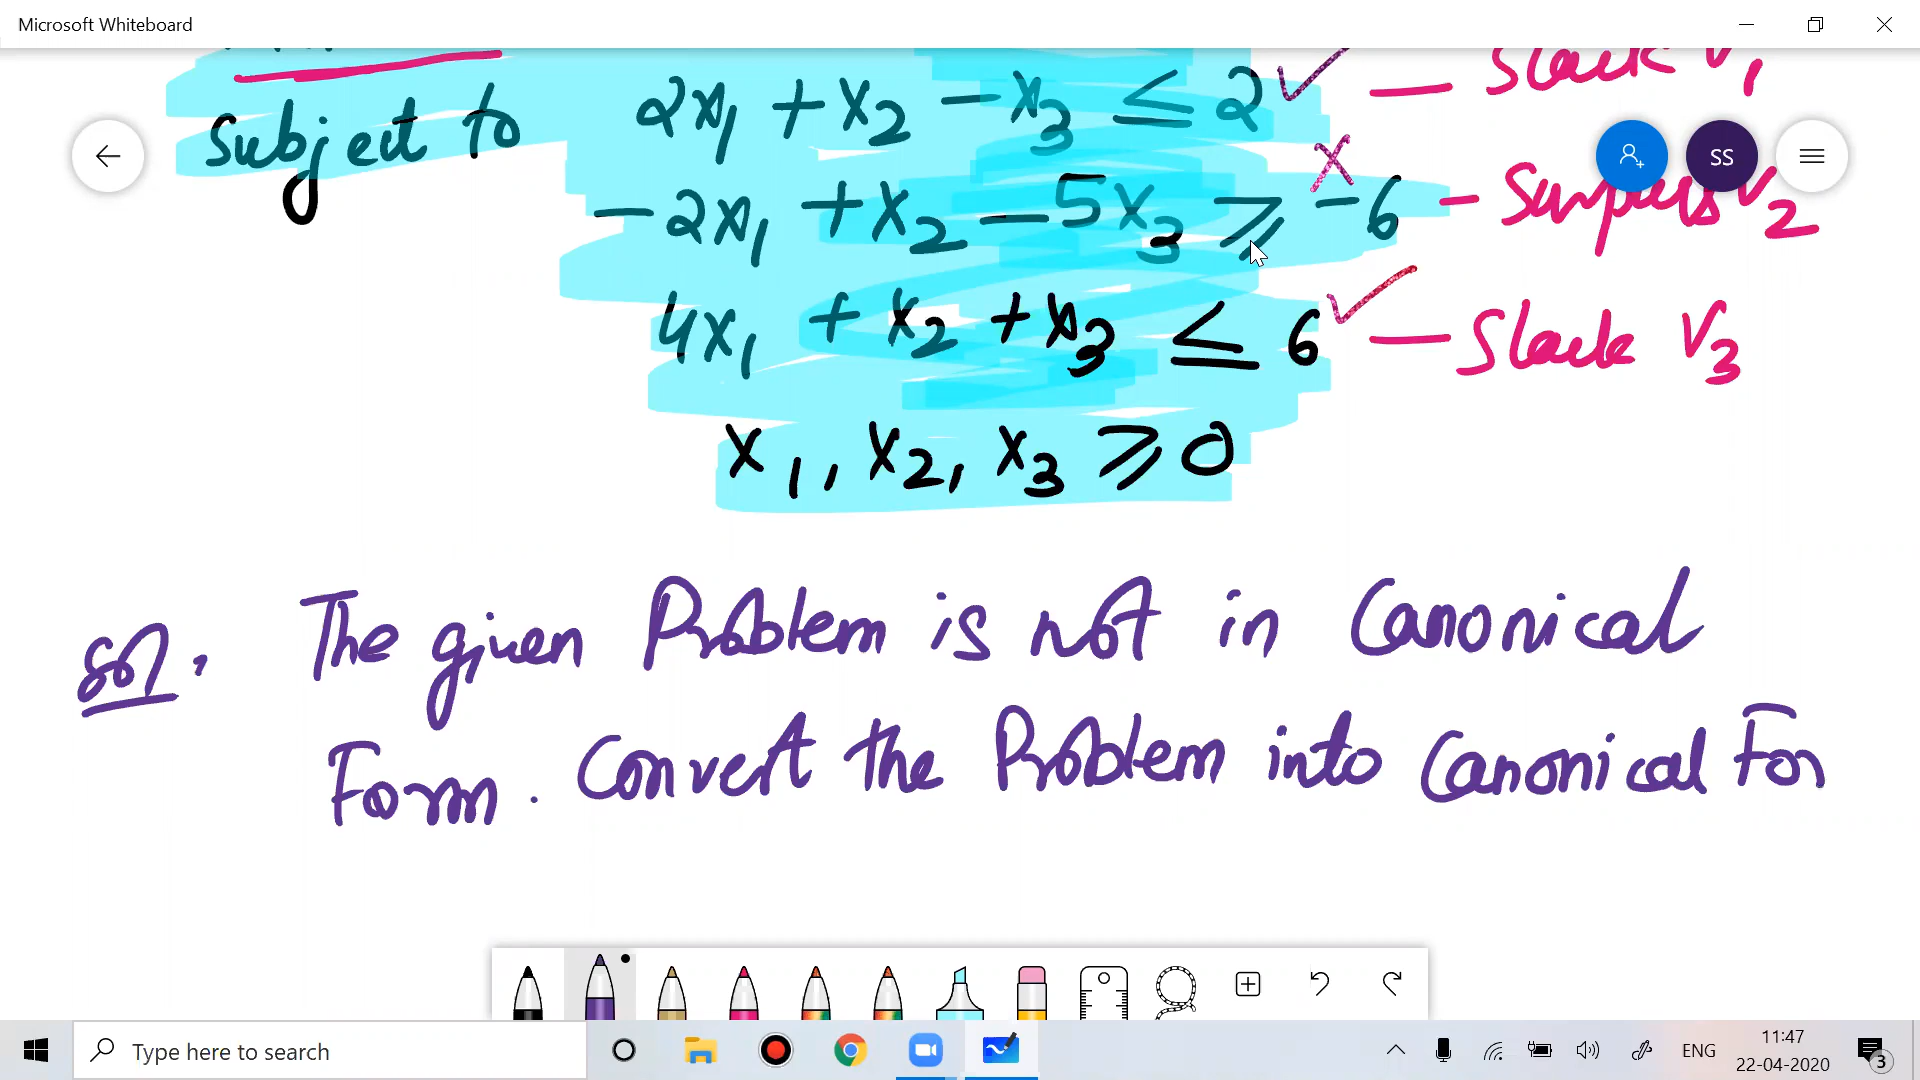 Microsoft Whiteboard
Slack V1
subject to 2x1 + x2 - x3 ≤ 2 ✓
-2x1 + x2 - 5x3 ≥ -6 ✗ - Surplus V2
4x1 + x2 + x3 ≤ 6 ✓ — Slack V3
x1, x2, x3 ≥ 0
SS
Sol. The given Problem is not in Canonical
Form. Convert the Problem into Canonical For
Type here to search
ENG
11:47
22-04-2020
3